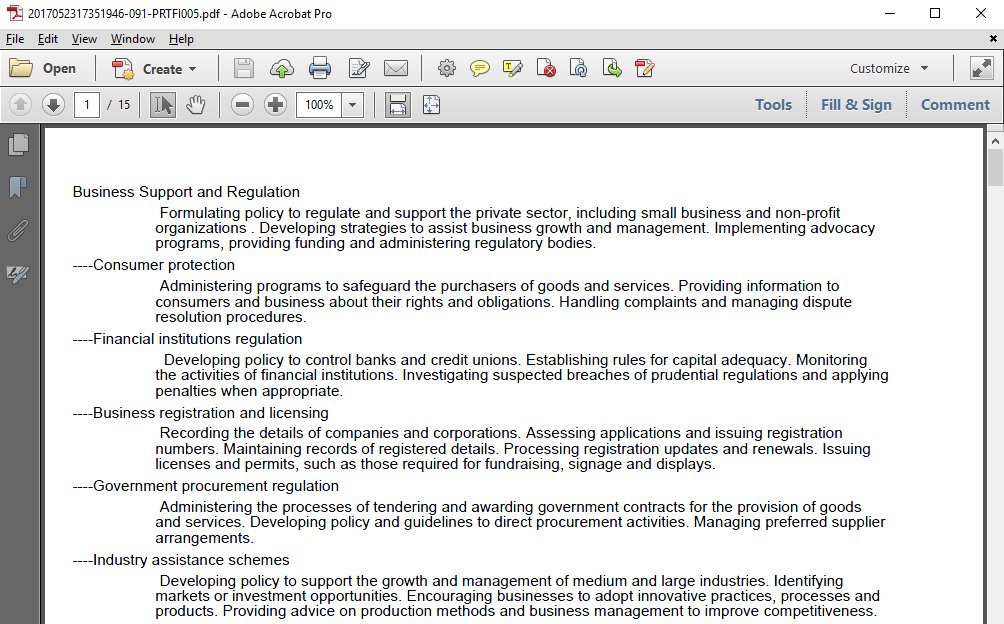 2017052317351946-091-PRTFI005.pdf - Adobe Acrobat Pro
File Edit View Window Help
Open Create Customize
1 / 15 100% Tools Fill & Sign Comment
Business Support and Regulation
Formulating policy to regulate and support the private sector, including small business and non-profit
organizations . Developing strategies to assist business growth and management. Implementing advocacy
programs, providing funding and administering regulatory bodies.
----Consumer protection
Administering programs to safeguard the purchasers of goods and services. Providing information to
consumers and business about their rights and obligations. Handling complaints and managing dispute
resolution procedures.
----Financial institutions regulation
Developing policy to control banks and credit unions. Establishing rules for capital adequacy. Monitoring
the activities of financial institutions. Investigating suspected breaches of prudential regulations and applying
penalties when appropriate.
----Business registration and licensing
Recording the details of companies and corporations. Assessing applications and issuing registration
numbers. Maintaining records of registered details. Processing registration updates and renewals. Issuing
licenses and permits, such as those required for fundraising, signage and displays.
----Government procurement regulation
Administering the processes of tendering and awarding government contracts for the provision of goods
and services. Developing policy and guidelines to direct procurement activities. Managing preferred supplier
arrangements.
----Industry assistance schemes
Developing policy to support the growth and management of medium and large industries. Identifying
markets or investment opportunities. Encouraging businesses to adopt innovative practices, processes and
products. Providing advice on production methods and business management to improve competitiveness.